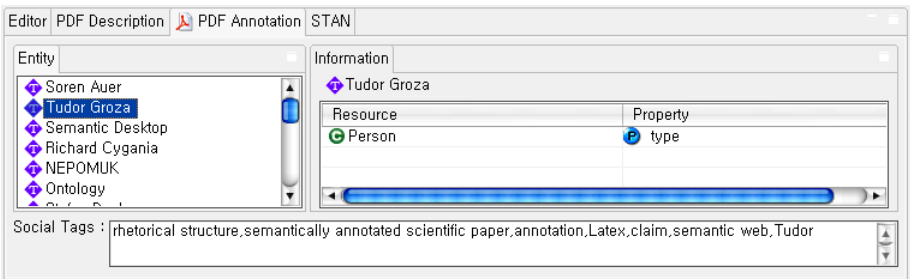 Editor PDF Description PDF Annotation STAN
Entity
Soren Auer
Tudor Groza
Semantic Desktop
Richard Cygania
NEPOMUK
Ontology
Information
Tudor Groza
Resource Property
Person type
Social Tags : rhetorical structure,semantically annotated scientific paper,annotation,Latex,claim,semantic web,Tudor